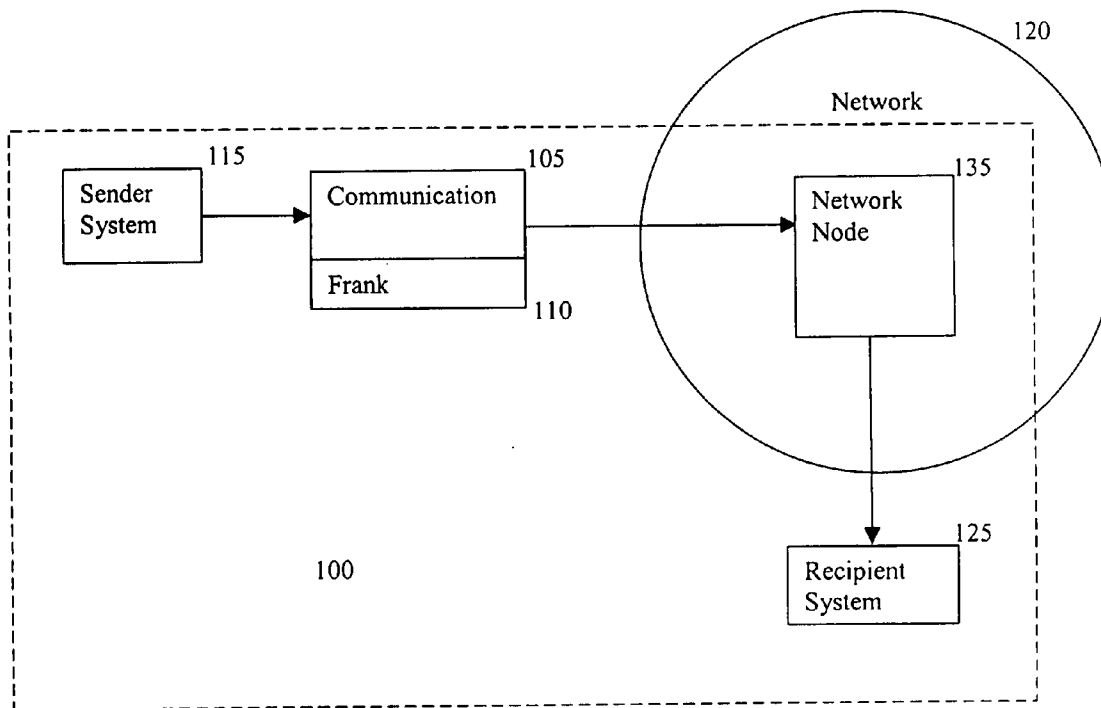 120
Network
115
105
135
Sender
System
Communication
Network
Node
Frank
110
125
Recipient
System
100